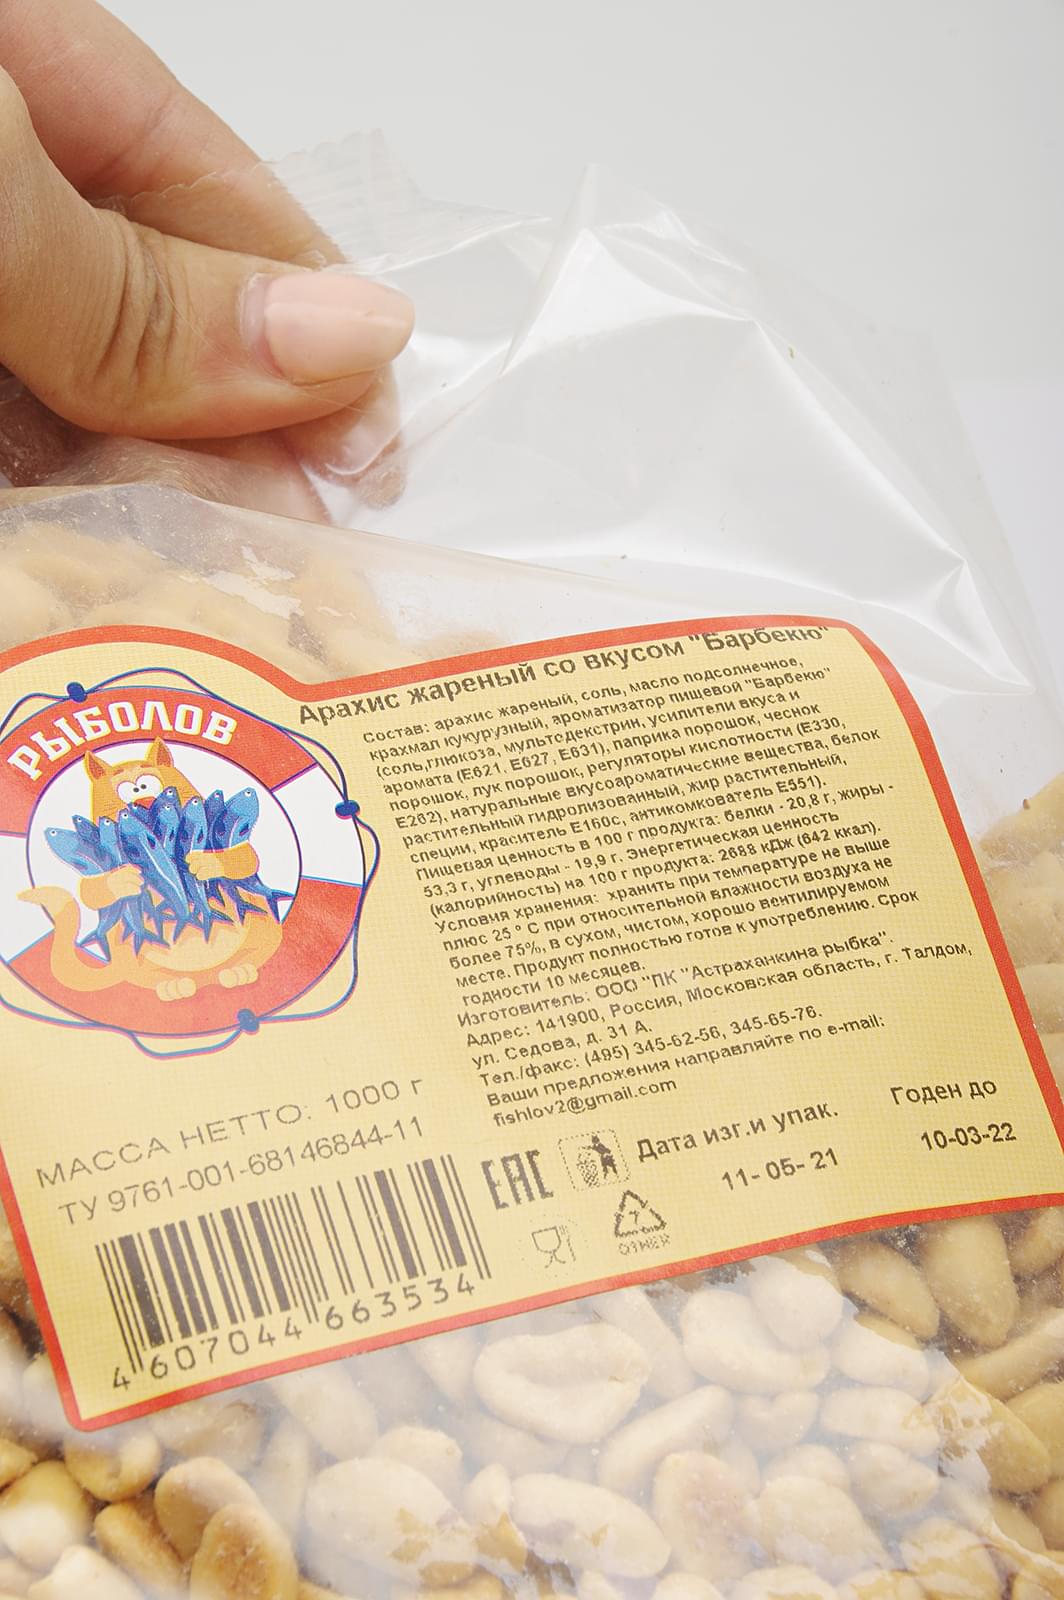 РЫБОЛОВ
Арахис жареный со вкусом "Барбекю"
Состав: арахис жареный, соль, масло подсолнечное,
крахмал кукурузный, ароматизатор пищевой "Барбекю"
(соль,глюкоза, мультодекстрин, усилители вкуса и
аромата (Е621, Е627, Е631), паприка порошок, чеснок
порошок, лук порошок, регуляторы кислотности (Е330,
Е262), натуральные вкусоароматические вещества, белок
растительный гидролизованный, жир растительный,
специи, краситель Е160с, антикомкователь Е551).
Пищевая ценность в 100 г продукта: белки - 20,8 г, жиры -
53,3 г, углеводы - 19,9 г. Энергетическая ценность
(калорийность) на 100 г продукта: 2688 кДж (642 ккал).
Условия хранения: хранить при температуре не выше
плюс 25 ° С при относительной влажности воздуха не
более 75%, в сухом, чистом, хорошо вентилируемом
месте. Продукт полностью готов к употреблению. Срок
годности 10 месяцев.
Изготовитель: ООО "ПК "Астраханкина рыбка".
Адрес: 141900, Россия, Московская область, г. Талдом,
ул. Седова, д. 31 А.
Тел./факс: (495) 345-62-56, 345-65-76.
Ваши предложения направляйте по e-mail:
fishlov2@gmail.com
МАССА НЕТТО: 1000 г
ТУ 9761-001-68146844-11
EAC
Дата изг.и упак.
11- 05- 21
Годен до
10-03-22
7
4 607044 663534